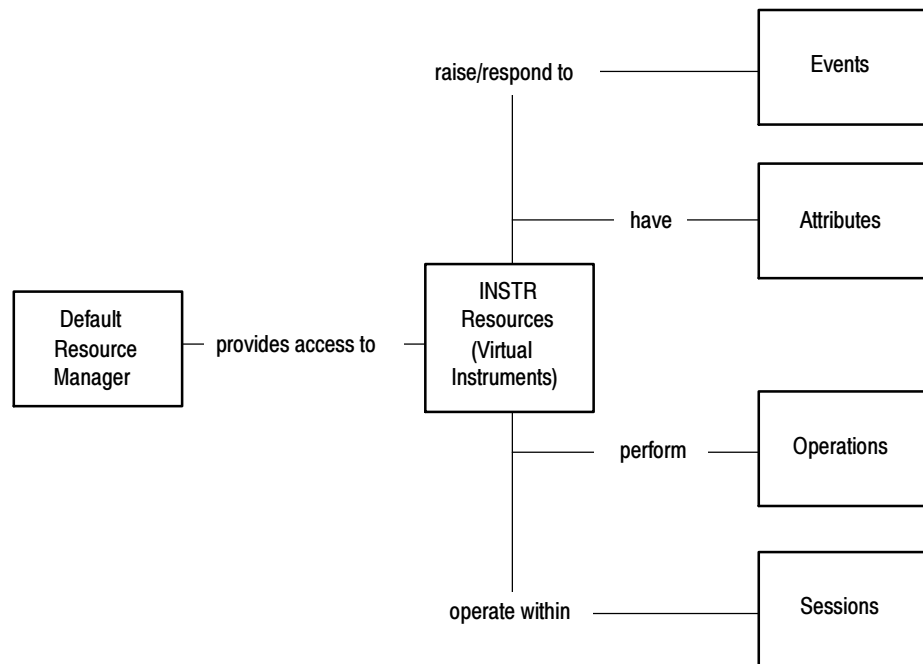 raise/respond to
Events
have
Attributes
Default
Resource
Manager
provides access to
INSTR
Resources
(Virtual
Instruments)
perform
Operations
operate within
Sessions